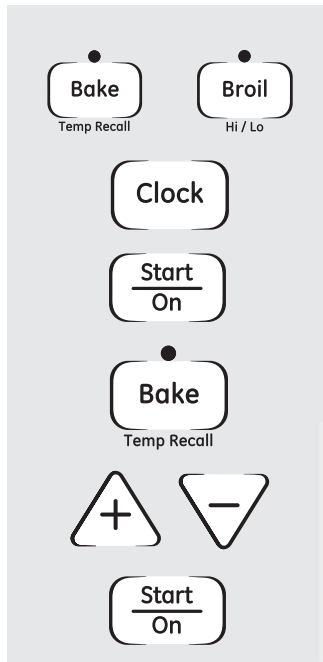 Bake Broil
Temp Recall Hi / Lo
Clock
Start
On
Bake
Temp Recall
+ −
Start
On